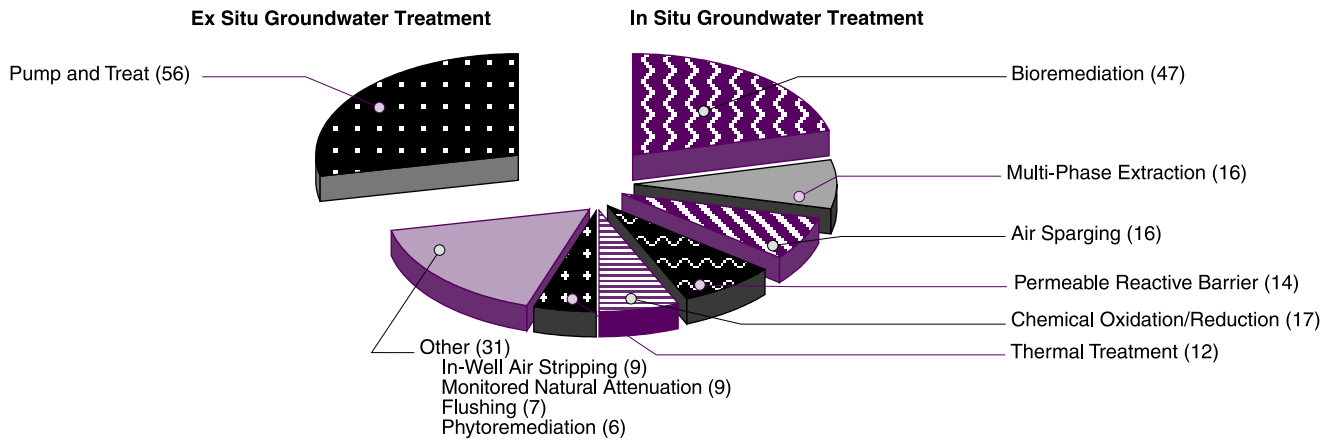 Ex Situ Groundwater Treatment
In Situ Groundwater Treatment
Pump and Treat (56)
Bioremediation (47)
Multi-Phase Extraction (16)
Air Sparging (16)
Permeable Reactive Barrier (14)
Chemical Oxidation/Reduction (17)
Thermal Treatment (12)
Other (31)
In-Well Air Stripping (9)
Monitored Natural Attenuation (9)
Flushing (7)
Phytoremediation (6)